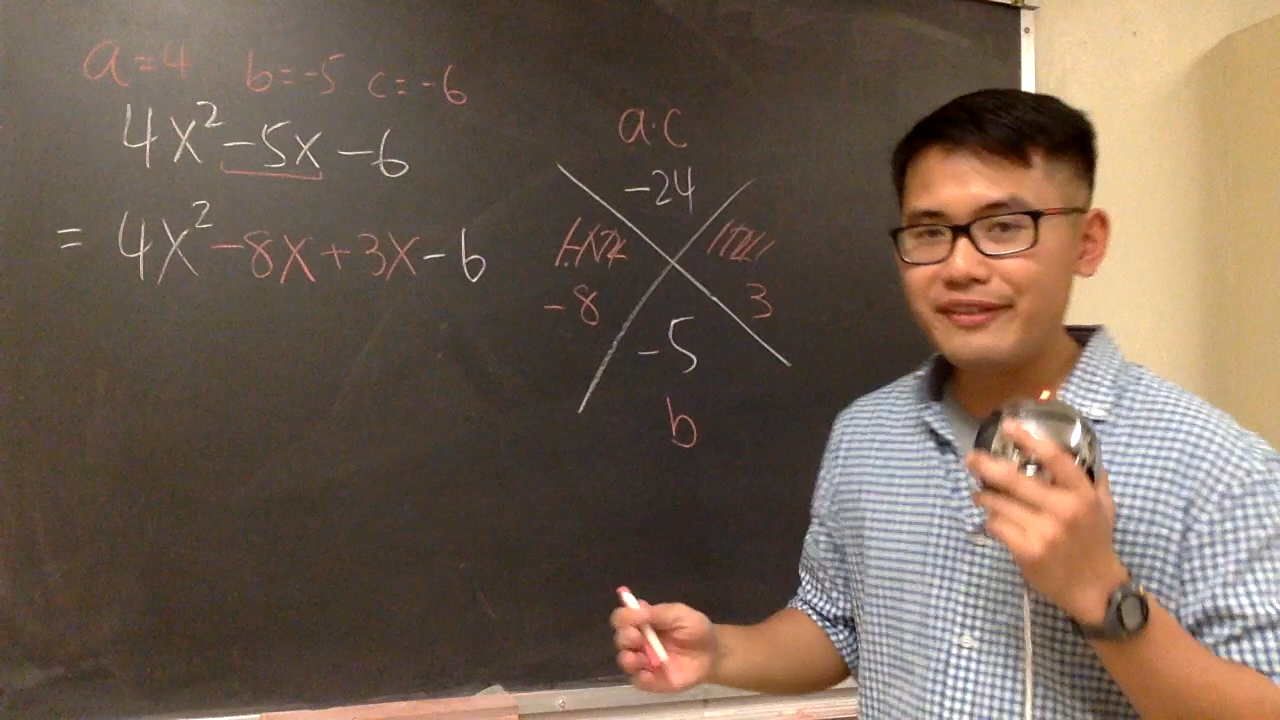 a=4 b=-5 c=-6
4x²-5x-6
= 4x²-8x+3x-6
a·c
-24
-8 3
-5
b